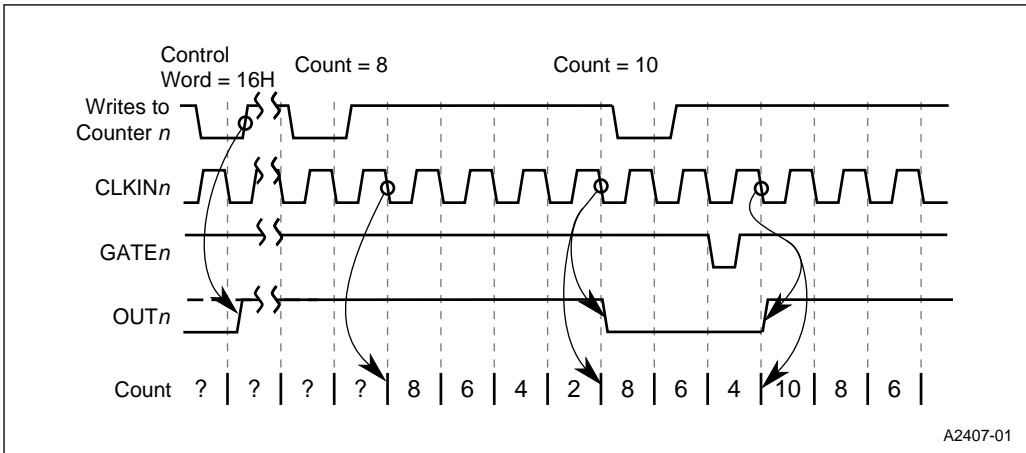 Control
Word = 16H
Count = 8
Count = 10
Writes to
Counter n
CLKINn
GATEn
OUTn
Count ? ? ? ? 8 6 4 2 8 6 4 10 8 6
A2407-01